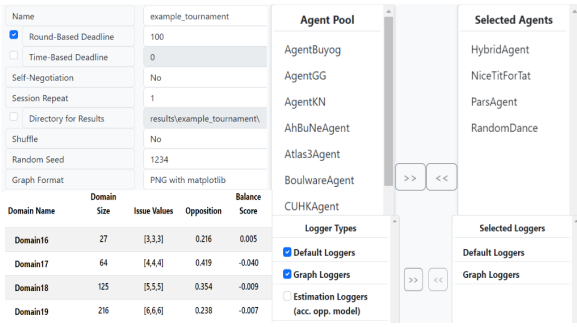 Name example_tournament
Round-Based Deadline 100
Time-Based Deadline 0
Self-Negotiation No
Session Repeat 1
Directory for Results results\example_tournament\
Shuffle No
Random Seed 1234
Graph Format PNG with matplotlib
Agent Pool
AgentBuyog
AgentGG
AgentKN
AhBuNeAgent
Atlas3Agent
BoulwareAgent
CUHKAgent
>> <<
Selected Agents
HybridAgent
NiceTitForTat
ParsAgent
RandomDance
Domain Name Domain Size Issue Values Opposition Balance Score
Domain16 27 [3,3,3] 0.216 0.005
Domain17 64 [4,4,4] 0.419 -0.040
Domain18 125 [5,5,5] 0.354 -0.009
Domain19 216 [6,6,6] 0.238 -0.007
Logger Types
Default Loggers
Graph Loggers
Estimation Loggers
(acc. opp. model)
>> <<
Selected Loggers
Default Loggers
Graph Loggers